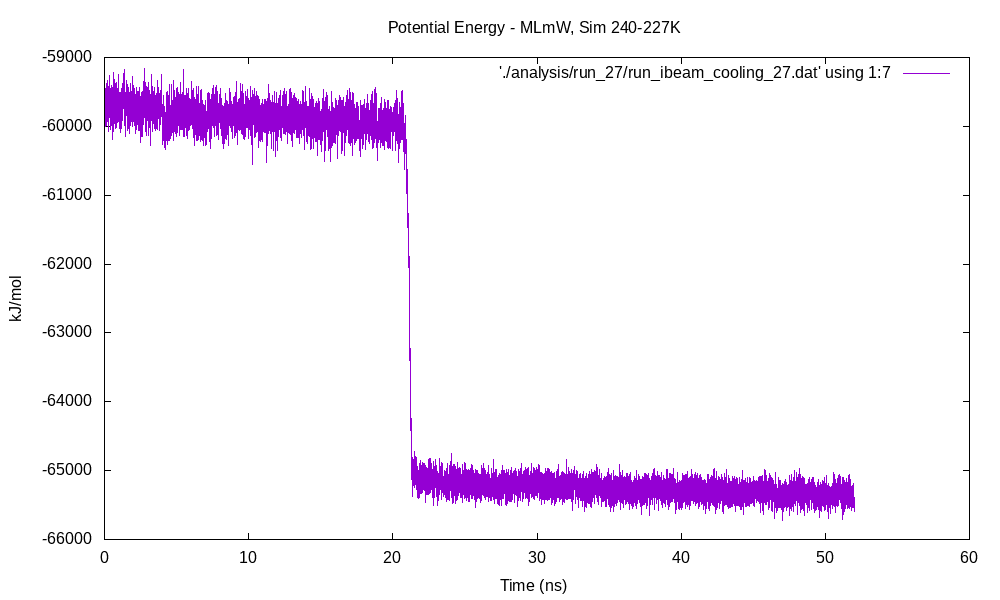 Potential Energy - MLmW, Sim 240-227K
'./analysis/run_27/run_ibeam_cooling_27.dat' using 1:7
-59000
-60000
-61000
-62000
-63000
-64000
-65000
-66000
kJ/mol
0 10 20 30 40 50 60
Time (ns)